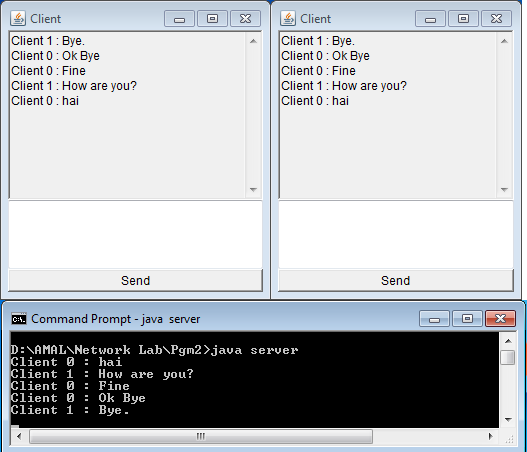 Client
Client 1 : Bye.
Client 0 : Ok Bye
Client 0 : Fine
Client 1 : How are you?
Client 0 : hai
Send
Client
Client 1 : Bye.
Client 0 : Ok Bye
Client 0 : Fine
Client 1 : How are you?
Client 0 : hai
Send
Command Prompt - java  server
D:\AMAL\Network Lab\Pgm2>java server
Client 0 : hai
Client 1 : How are you?
Client 0 : Fine
Client 0 : Ok Bye
Client 1 : Bye.